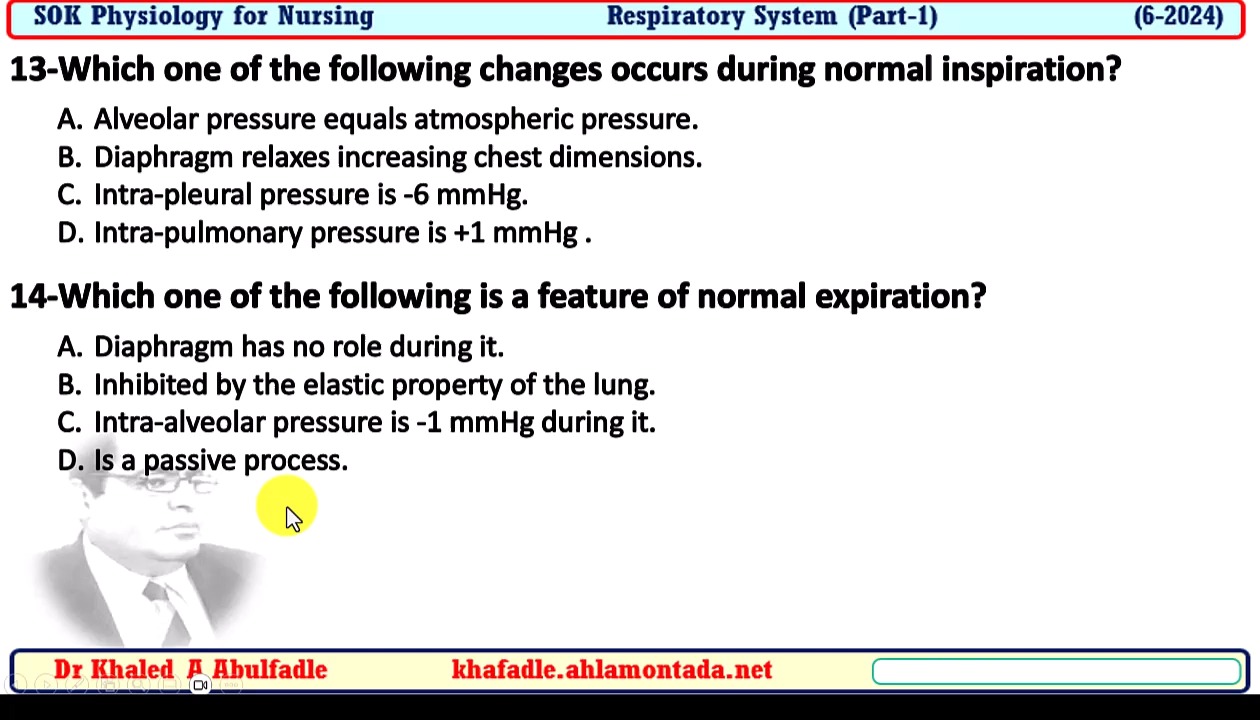 SOK Physiology for Nursing Respiratory System (Part-1) (6-2024)
13-Which one of the following changes occurs during normal inspiration?
A. Alveolar pressure equals atmospheric pressure.
B. Diaphragm relaxes increasing chest dimensions.
C. Intra-pleural pressure is -6 mmHg.
D. Intra-pulmonary pressure is +1 mmHg .
14-Which one of the following is a feature of normal expiration?
A. Diaphragm has no role during it.
B. Inhibited by the elastic property of the lung.
C. Intra-alveolar pressure is -1 mmHg during it.
D. Is a passive process.
Dr Khaled A Abulfadle khafadle.ahlamontada.net